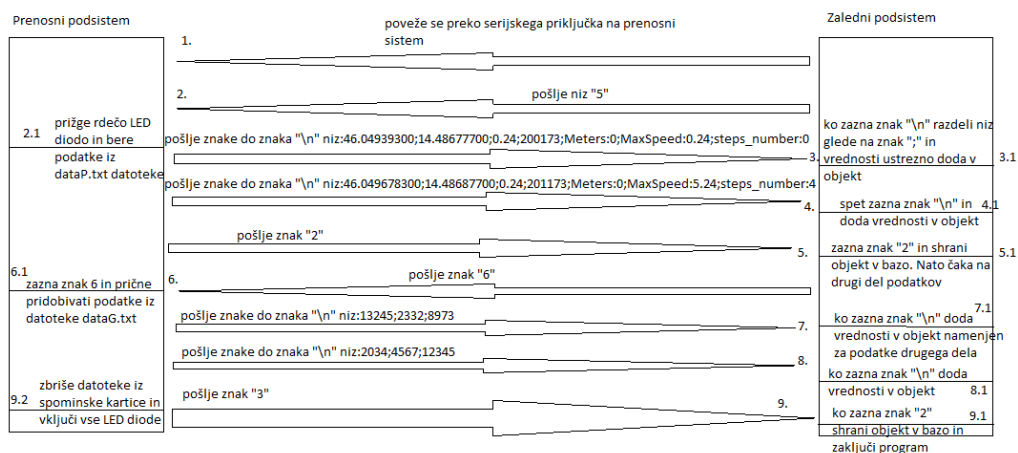 Prenosni podsistem
poveže se preko serijskega priključka na prenosni
sistem
Zaledni podsistem
1.
2.
pošlje niz "5"
2.1
prižge rdečo LED
diodo in bere
podatke iz
dataP.txt datoteke
pošlje znake do znaka "\n" niz:46.04939300;14.48677700;0.24;200173;Meters:0;MaxSpeed:0.24;steps_number:0
3.
ko zazna znak "\n" razdeli niz
glede na znak ";" in
vrednosti ustrezno doda v
objekt
3.1
pošlje znake do znaka "\n" niz:46.049678300;14.48687700;0.24;201173;Meters:0;MaxSpeed:5.24;steps_number:4
4.
spet zazna znak "\n" in
doda vrednosti v objekt
4.1
pošlje znak "2"
5.
zazna znak "2" in shrani
objekt v bazo. Nato čaka na
drugi del podatkov
5.1
6.1
zazna znak 6 in prične
pridobivati podatke iz
datoteke dataG.txt
6.
pošlje znak "6"
pošlje znake do znaka "\n" niz:13245;2332;8973
7.
7.1
ko zazna znak "\n" doda
vrednosti v objekt namenjen
za podatke drugega dela
pošlje znake do znaka "\n" niz:2034;4567;12345
8.
ko zazna znak "\n" doda
vrednosti v objekt
8.1
9.2
zbriše datoteke iz
spominske kartice in
vključi vse LED diode
pošlje znak "3"
9.
ko zazna znak "2"
shrani objekt v bazo in
zaključi program
9.1